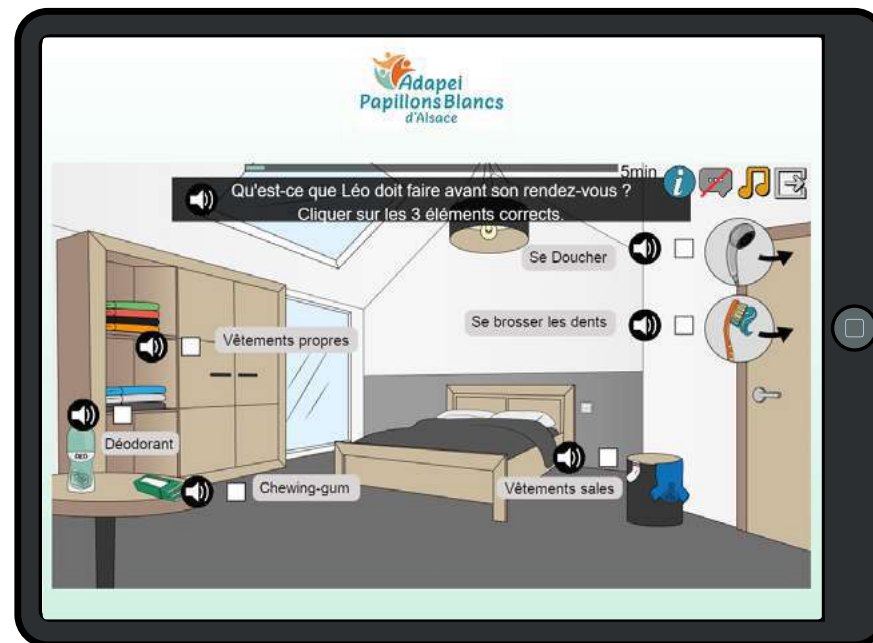 Adapei
Papillons Blancs
d'Alsace
5min
Qu'est-ce que Léo doit faire avant son rendez-vous ?
Cliquer sur les 3 éléments corrects.
Se Doucher
Se brosser les dents
Vêtements propres
Déodorant
DEO
Chewing-gum
Vêtements sales